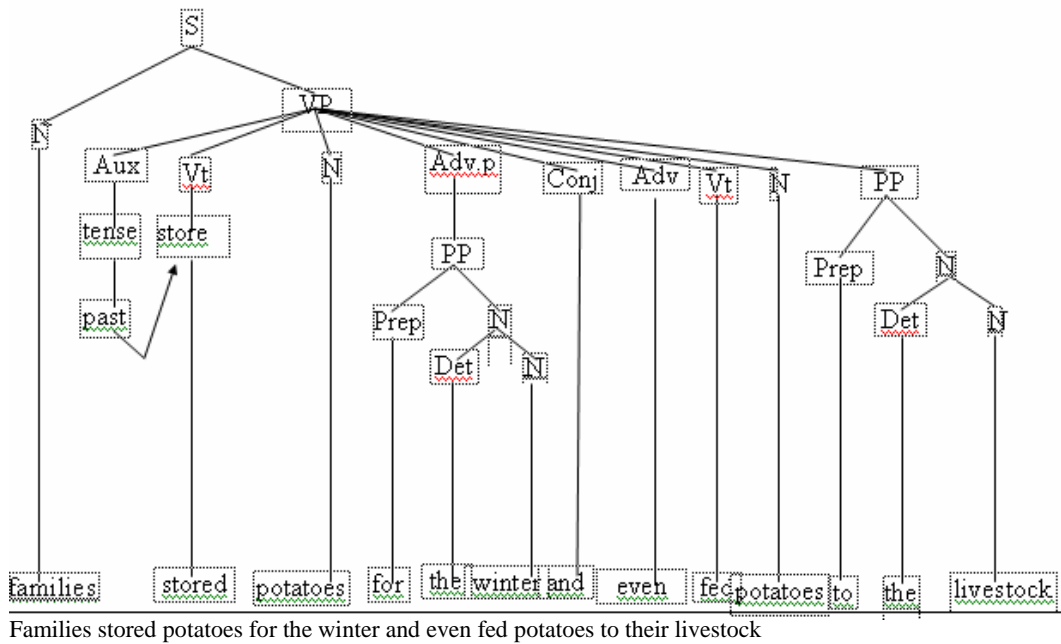 S
VP
N
Aux Vt N Adv.p Conj Adv Vt N PP
tense store
PP Prep N
past Prep N Det N
Det N
families stored potatoes for the winter and even fed potatoes to the livestock
Families stored potatoes for the winter and even fed potatoes to their livestock